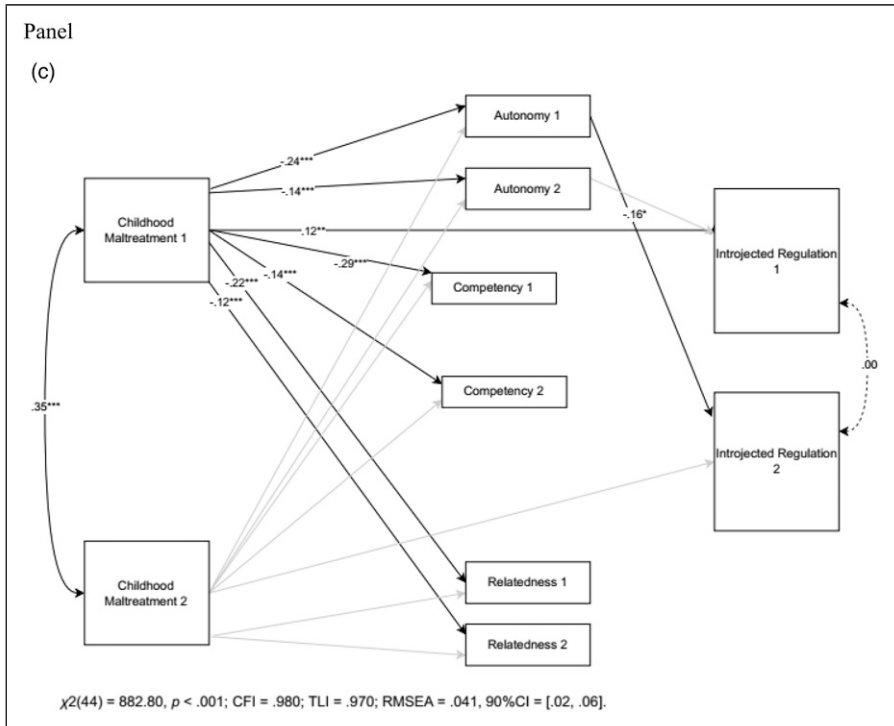 Panel
(c)
Autonomy 1
-.24***
Autonomy 2
-.14***
-.16*
Childhood
Maltreatment 1
.12**
Introjected Regulation
1
-.29***
-.14***
-.22***
-.12***
Competency 1
.00
Competency 2
.35***
Introjected Regulation
2
Childhood
Maltreatment 2
Relatedness 1
Relatedness 2
χ2(44) = 882.80, p < .001; CFI = .980; TLI = .970; RMSEA = .041, 90%CI = [.02, .06].